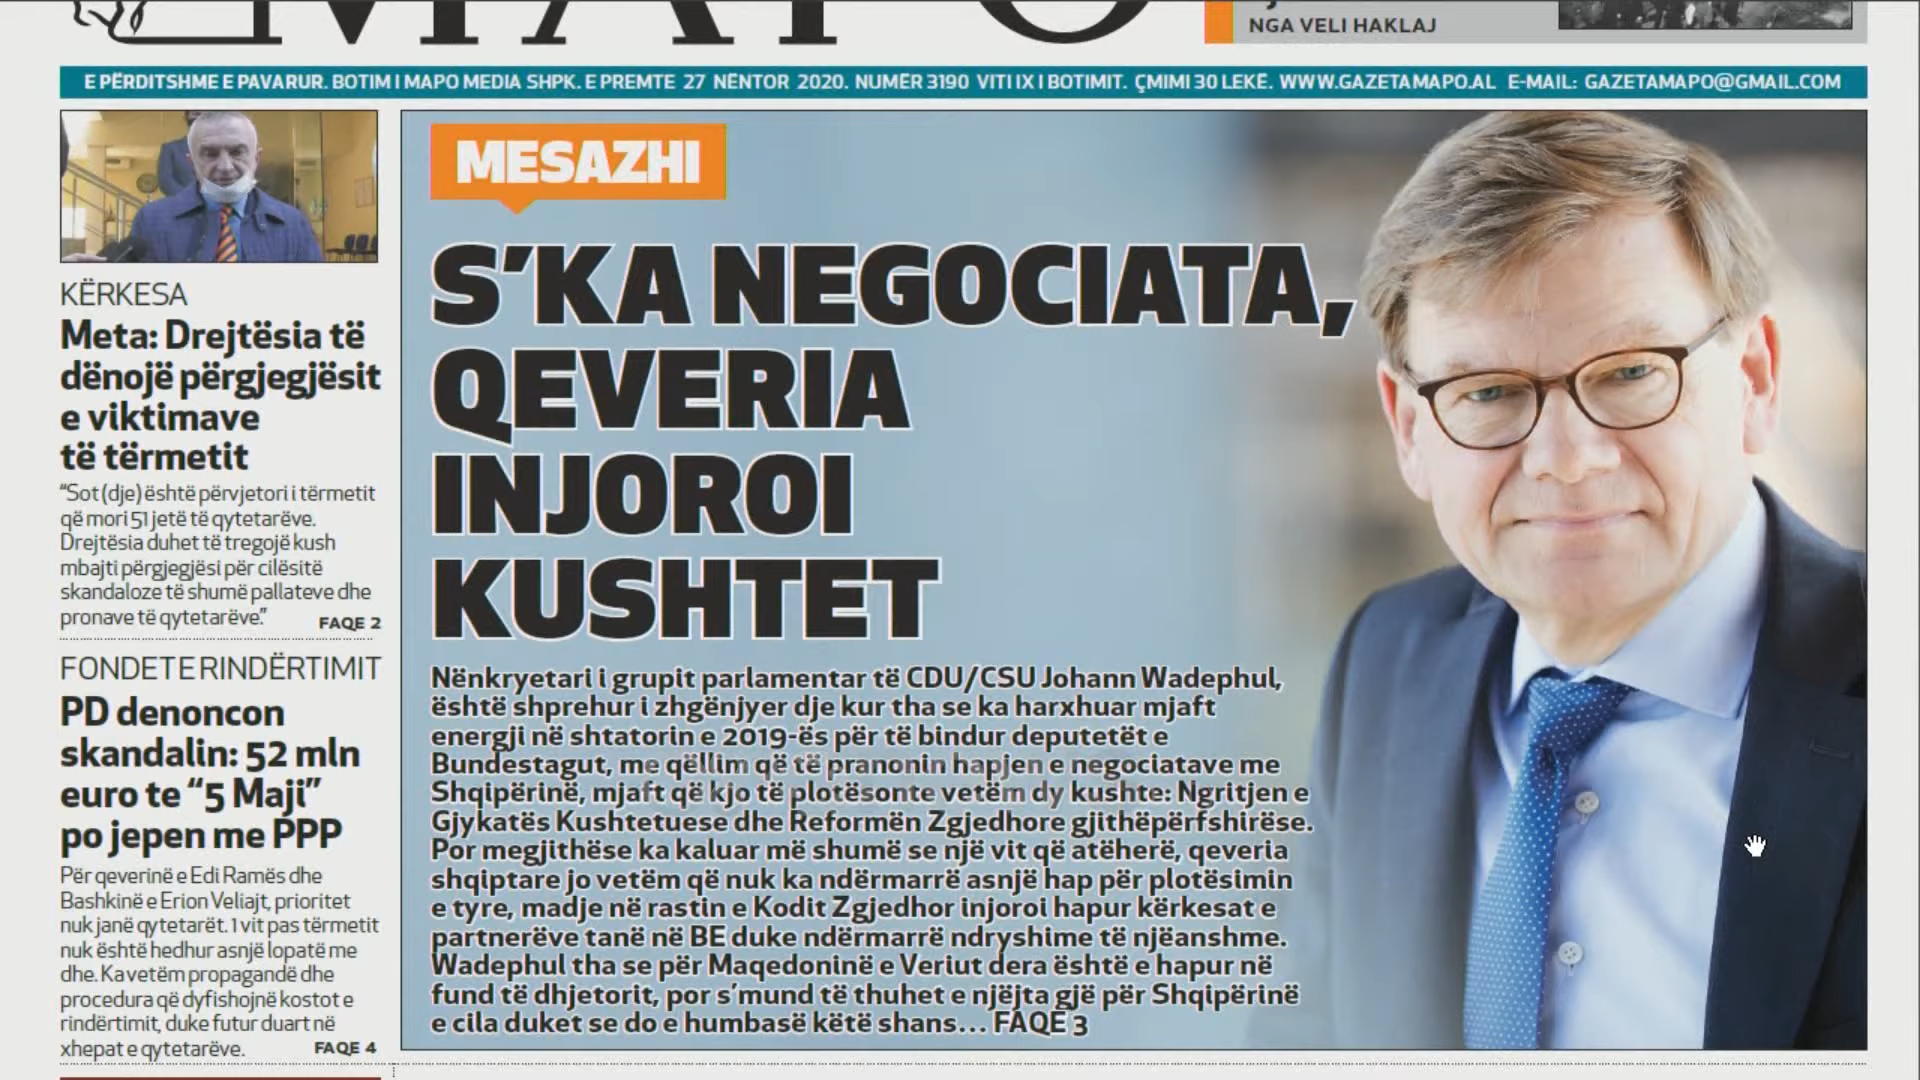 MAPO
NGA VELI HAKLAJ
E PËRDITSHME E PAVARUR. BOTIM I MAPO MEDIA SHPK. E PREMTE 27 NËNTOR 2020. NUMËR 3190 VITI IX I BOTIMIT. ÇMIMI 30 LEKË. WWW.GAZETAMAPO.AL E-MAIL: GAZETAMAPO@GMAIL.COM
KËRKESA
Meta: Drejtësia të
dënojë përgjegjësit
e viktimave
të tërmetit
“Sot (dje) është përvjetori i tërmetit
që mori 51 jetë të qytetarëve.
Drejtësia duhet të tregojë kush
mbajti përgjegjësi për cilësitë
skandaloze të shumë pallateve dhe
pronave të qytetarëve.”
FAQE 2
FONDET E RINDËRTIMIT
PD denoncon
skandalin: 52 mln
euro te “5 Maji”
po jepen me PPP
Për qeverinë e Edi Ramës dhe
Bashkinë e Erion Veliajt, prioritet
nuk janë qytetarët. 1 vit pas tërmetit
nuk është hedhur asnjë lopatë me
dhe. Ka vetëm propagandë dhe
procedura që dyfishojnë kostot e
rindërtimit, duke futur duart në
xhepat e qytetarëve.
FAQE 4
MESAZHI
S’KA NEGOCIATA,
QEVERIA
INJOROI
KUSHTET
Nënkryetari i grupit parlamentar të CDU/CSU Johann Wadephul,
është shprehur i zhgënjyer dje kur tha se ka harxhuar mjaft
energji në shtatorin e 2019-ës për të bindur deputetët e
Bundestagut, me qëllim që të pranonin hapjen e negociatave me
Shqipërinë, mjaft që kjo të plotësonte vetëm dy kushte: Ngritjen e
Gjykatës Kushtetuese dhe Reformën Zgjedhore gjithëpërfshirëse.
Por megjithëse ka kaluar më shumë se një vit që atëherë, qeveria
shqiptare jo vetëm që nuk ka ndërmarrë asnjë hap për plotësimin
e tyre, madje në rastin e Kodit Zgjedhor injoroi hapur kërkesat e
partnerëve tanë në BE duke ndërmarrë ndryshime të njëanshme.
Wadephul tha se për Maqedoninë e Veriut dera është e hapur në
fund të dhjetorit, por s’mund të thuhet e njëjta gjë për Shqipërinë
e cila duket se do e humbasë këtë shans... FAQE 3